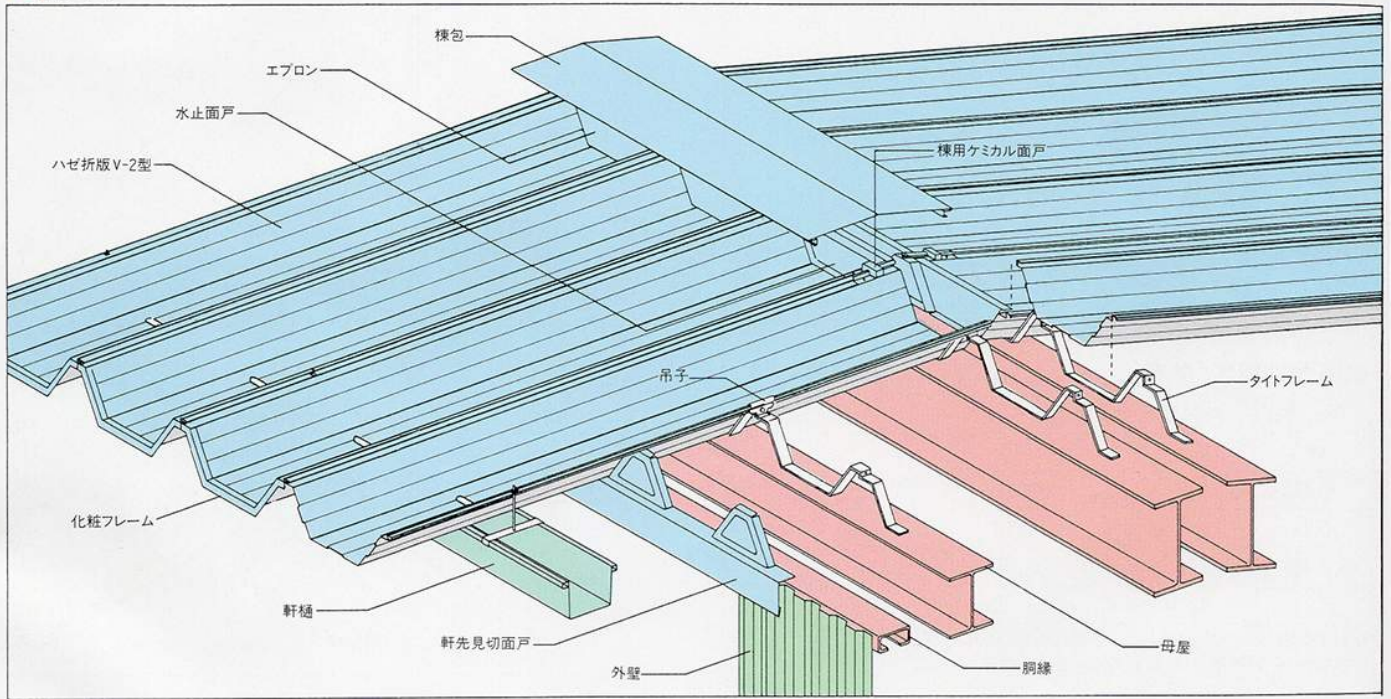 棟包
エプロン
水止面戸
ハゼ折版V-2型
棟用ケミカル面戸
吊子
タイトフレーム
化粧フレーム
軒樋
軒先見切面戸
外壁
胴縁
母屋